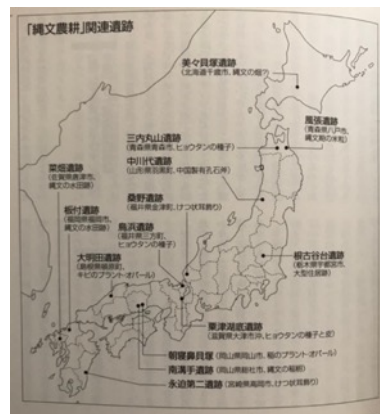 「縄文農耕」関連遺跡
美々貝塚遺跡
(北海道千歳市、縄文の畑?)
風張遺跡
(青森県八戸市、
縄文期の米粒)
三内丸山遺跡
(青森県青森市、ヒョウタンの種子)
中川代遺跡
(山形県羽黒町、中国製有孔石斧)
菜畑遺跡
(佐賀県唐津市、
縄文の水田跡)
桑野遺跡
(福井県金津町、けつ状耳飾り)
板付遺跡
(福岡県福岡市、
縄文の水田跡)
鳥浜遺跡
(福井県三方町、
ヒョウタンの種子)
大明田遺跡
(島根県
キビのプラント・オパール)
根古谷台遺跡
(栃木県宇都宮市、
大型住居跡)
粟津湖底遺跡
(滋賀県大津市沖、ヒョウタンの種子と皮)
朝寝鼻貝塚(岡山県岡山市、稲のプラント・オパール)
南溝手遺跡(岡山県総社市、縄文の稲籾)
永迫第二遺跡(宮崎県高岡市、けつ状耳飾り)